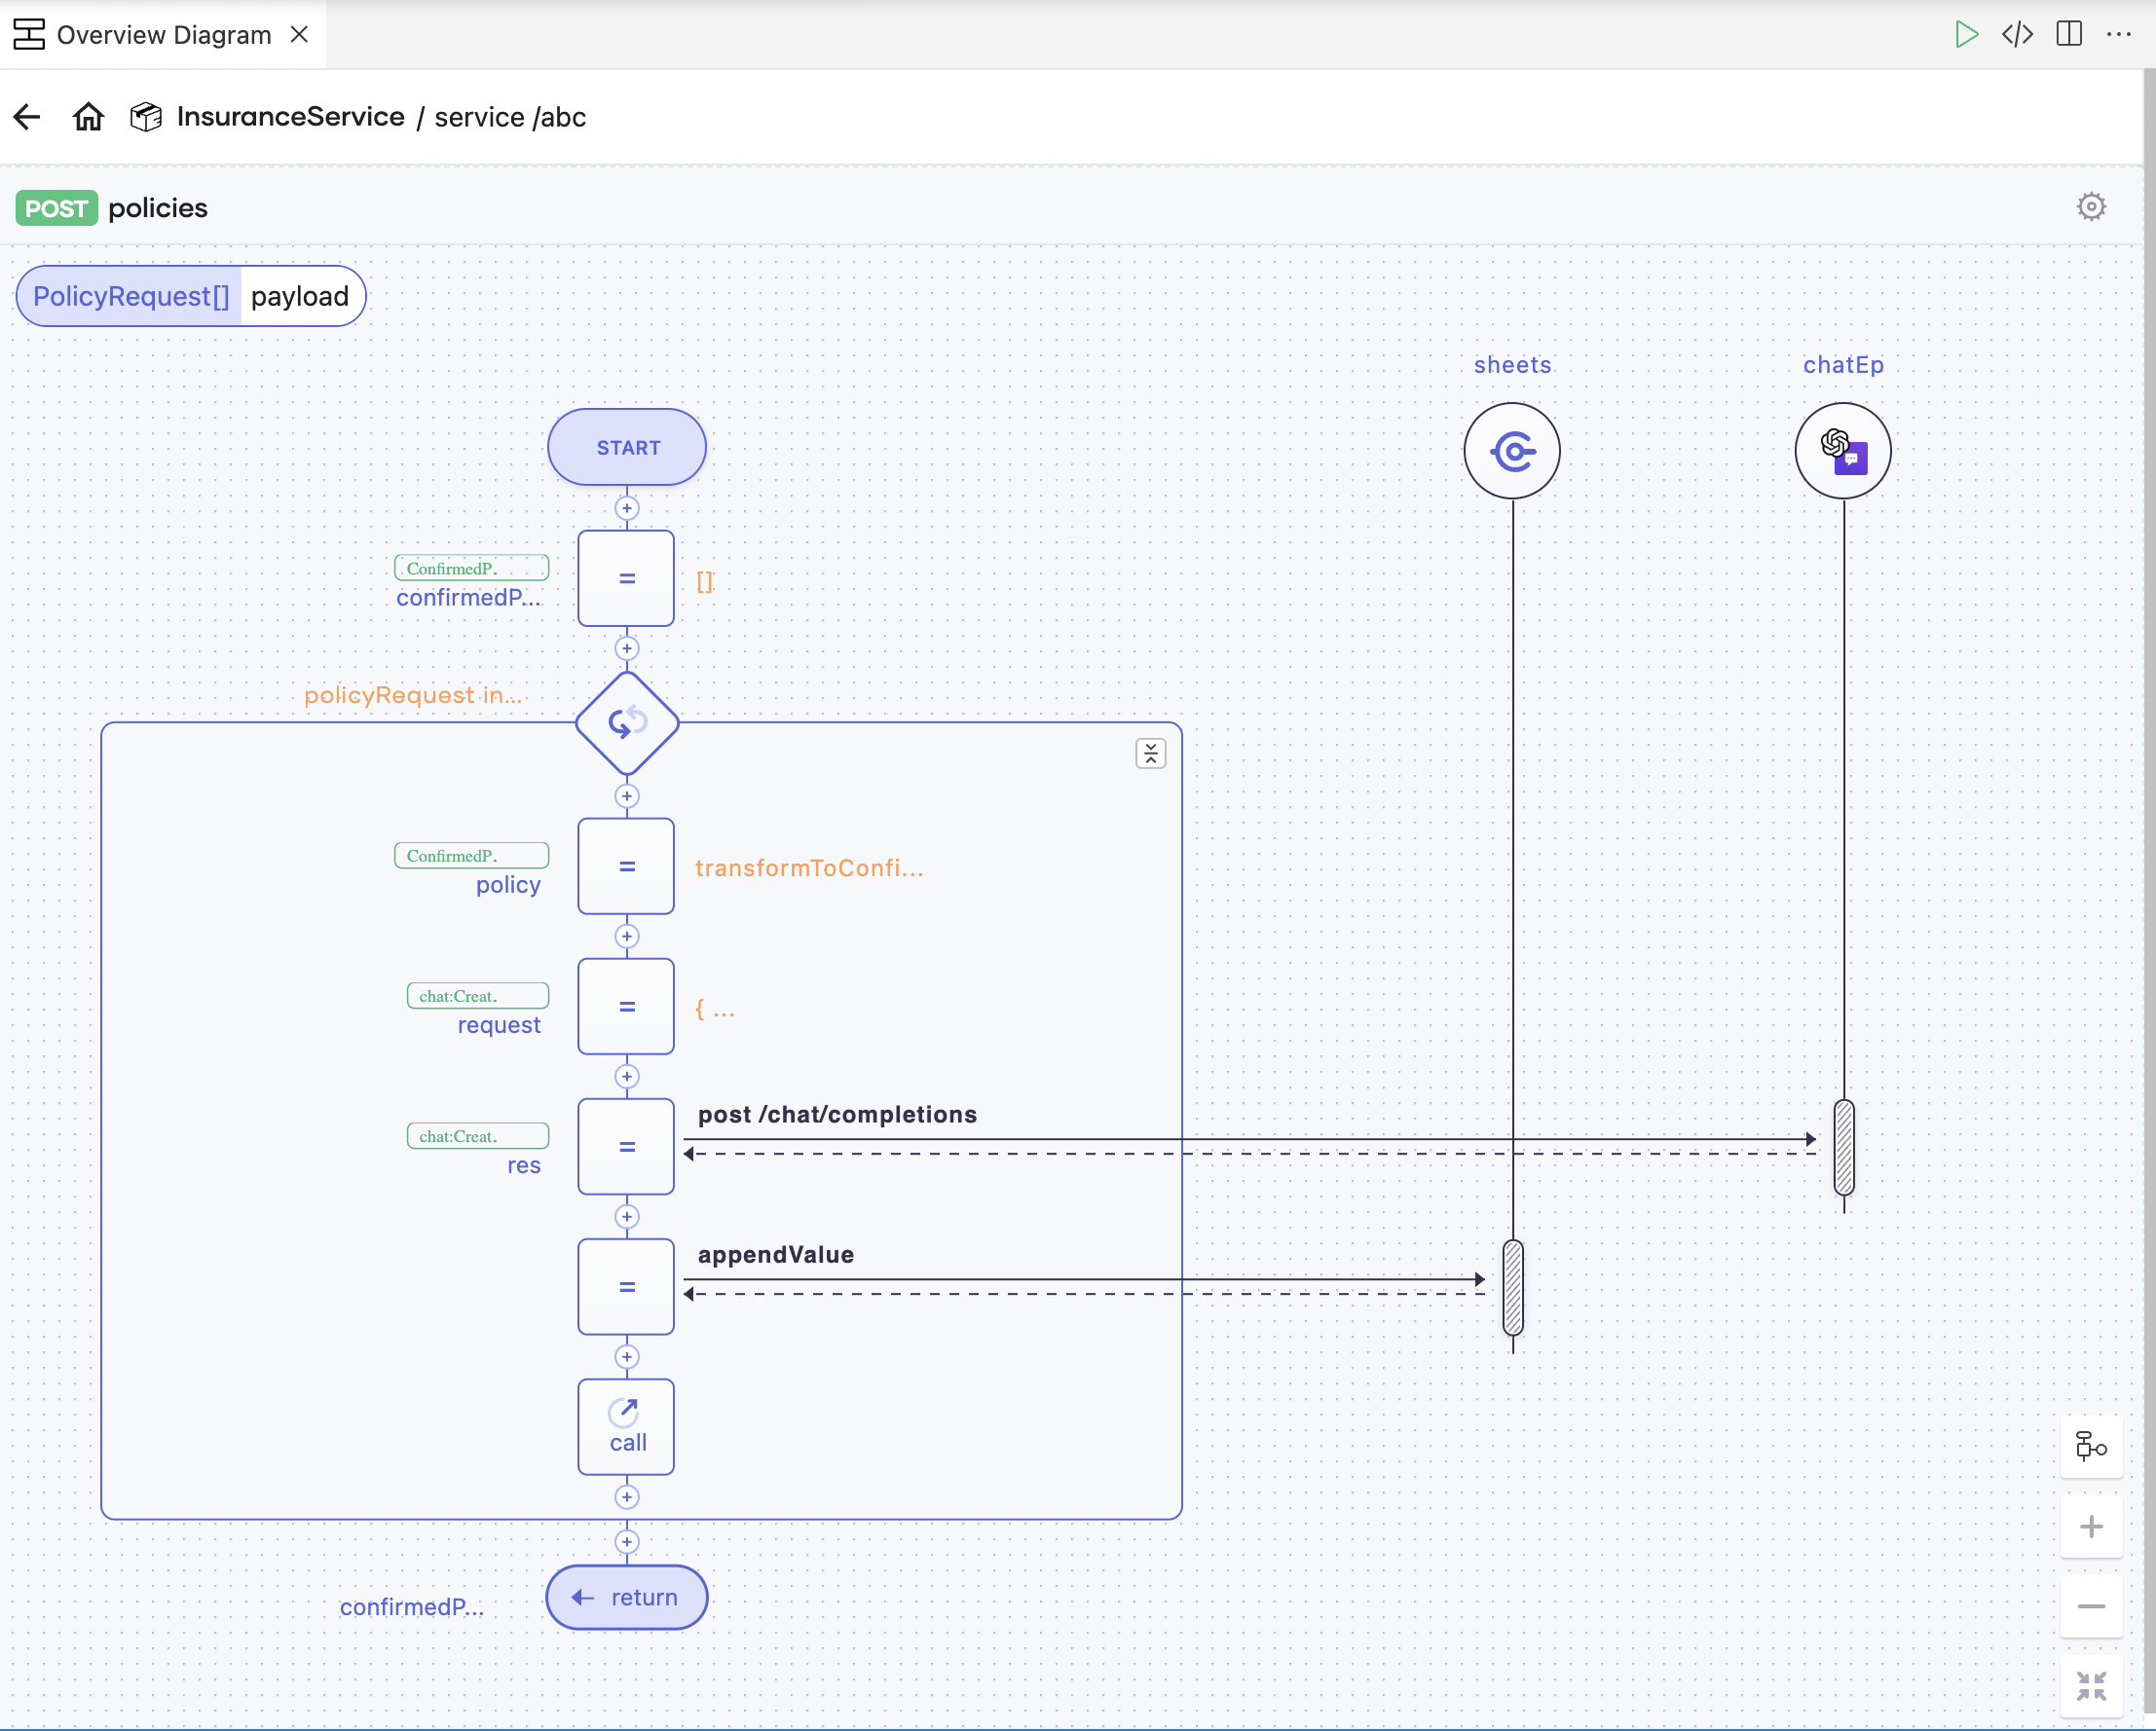 Overview Diagram
InsuranceService / service /abc
POST policies
PolicyRequest[] payload
sheets
chatEp
START
ConfirmedP.
confirmedP...
=
[]
policyRequest in...
ConfirmedP.
policy
=
transformToConfi...
chat:Creat.
request
=
{ ...
post /chat/completions
chat:Creat.
res
=
appendValue
=
call
confirmedP...
return